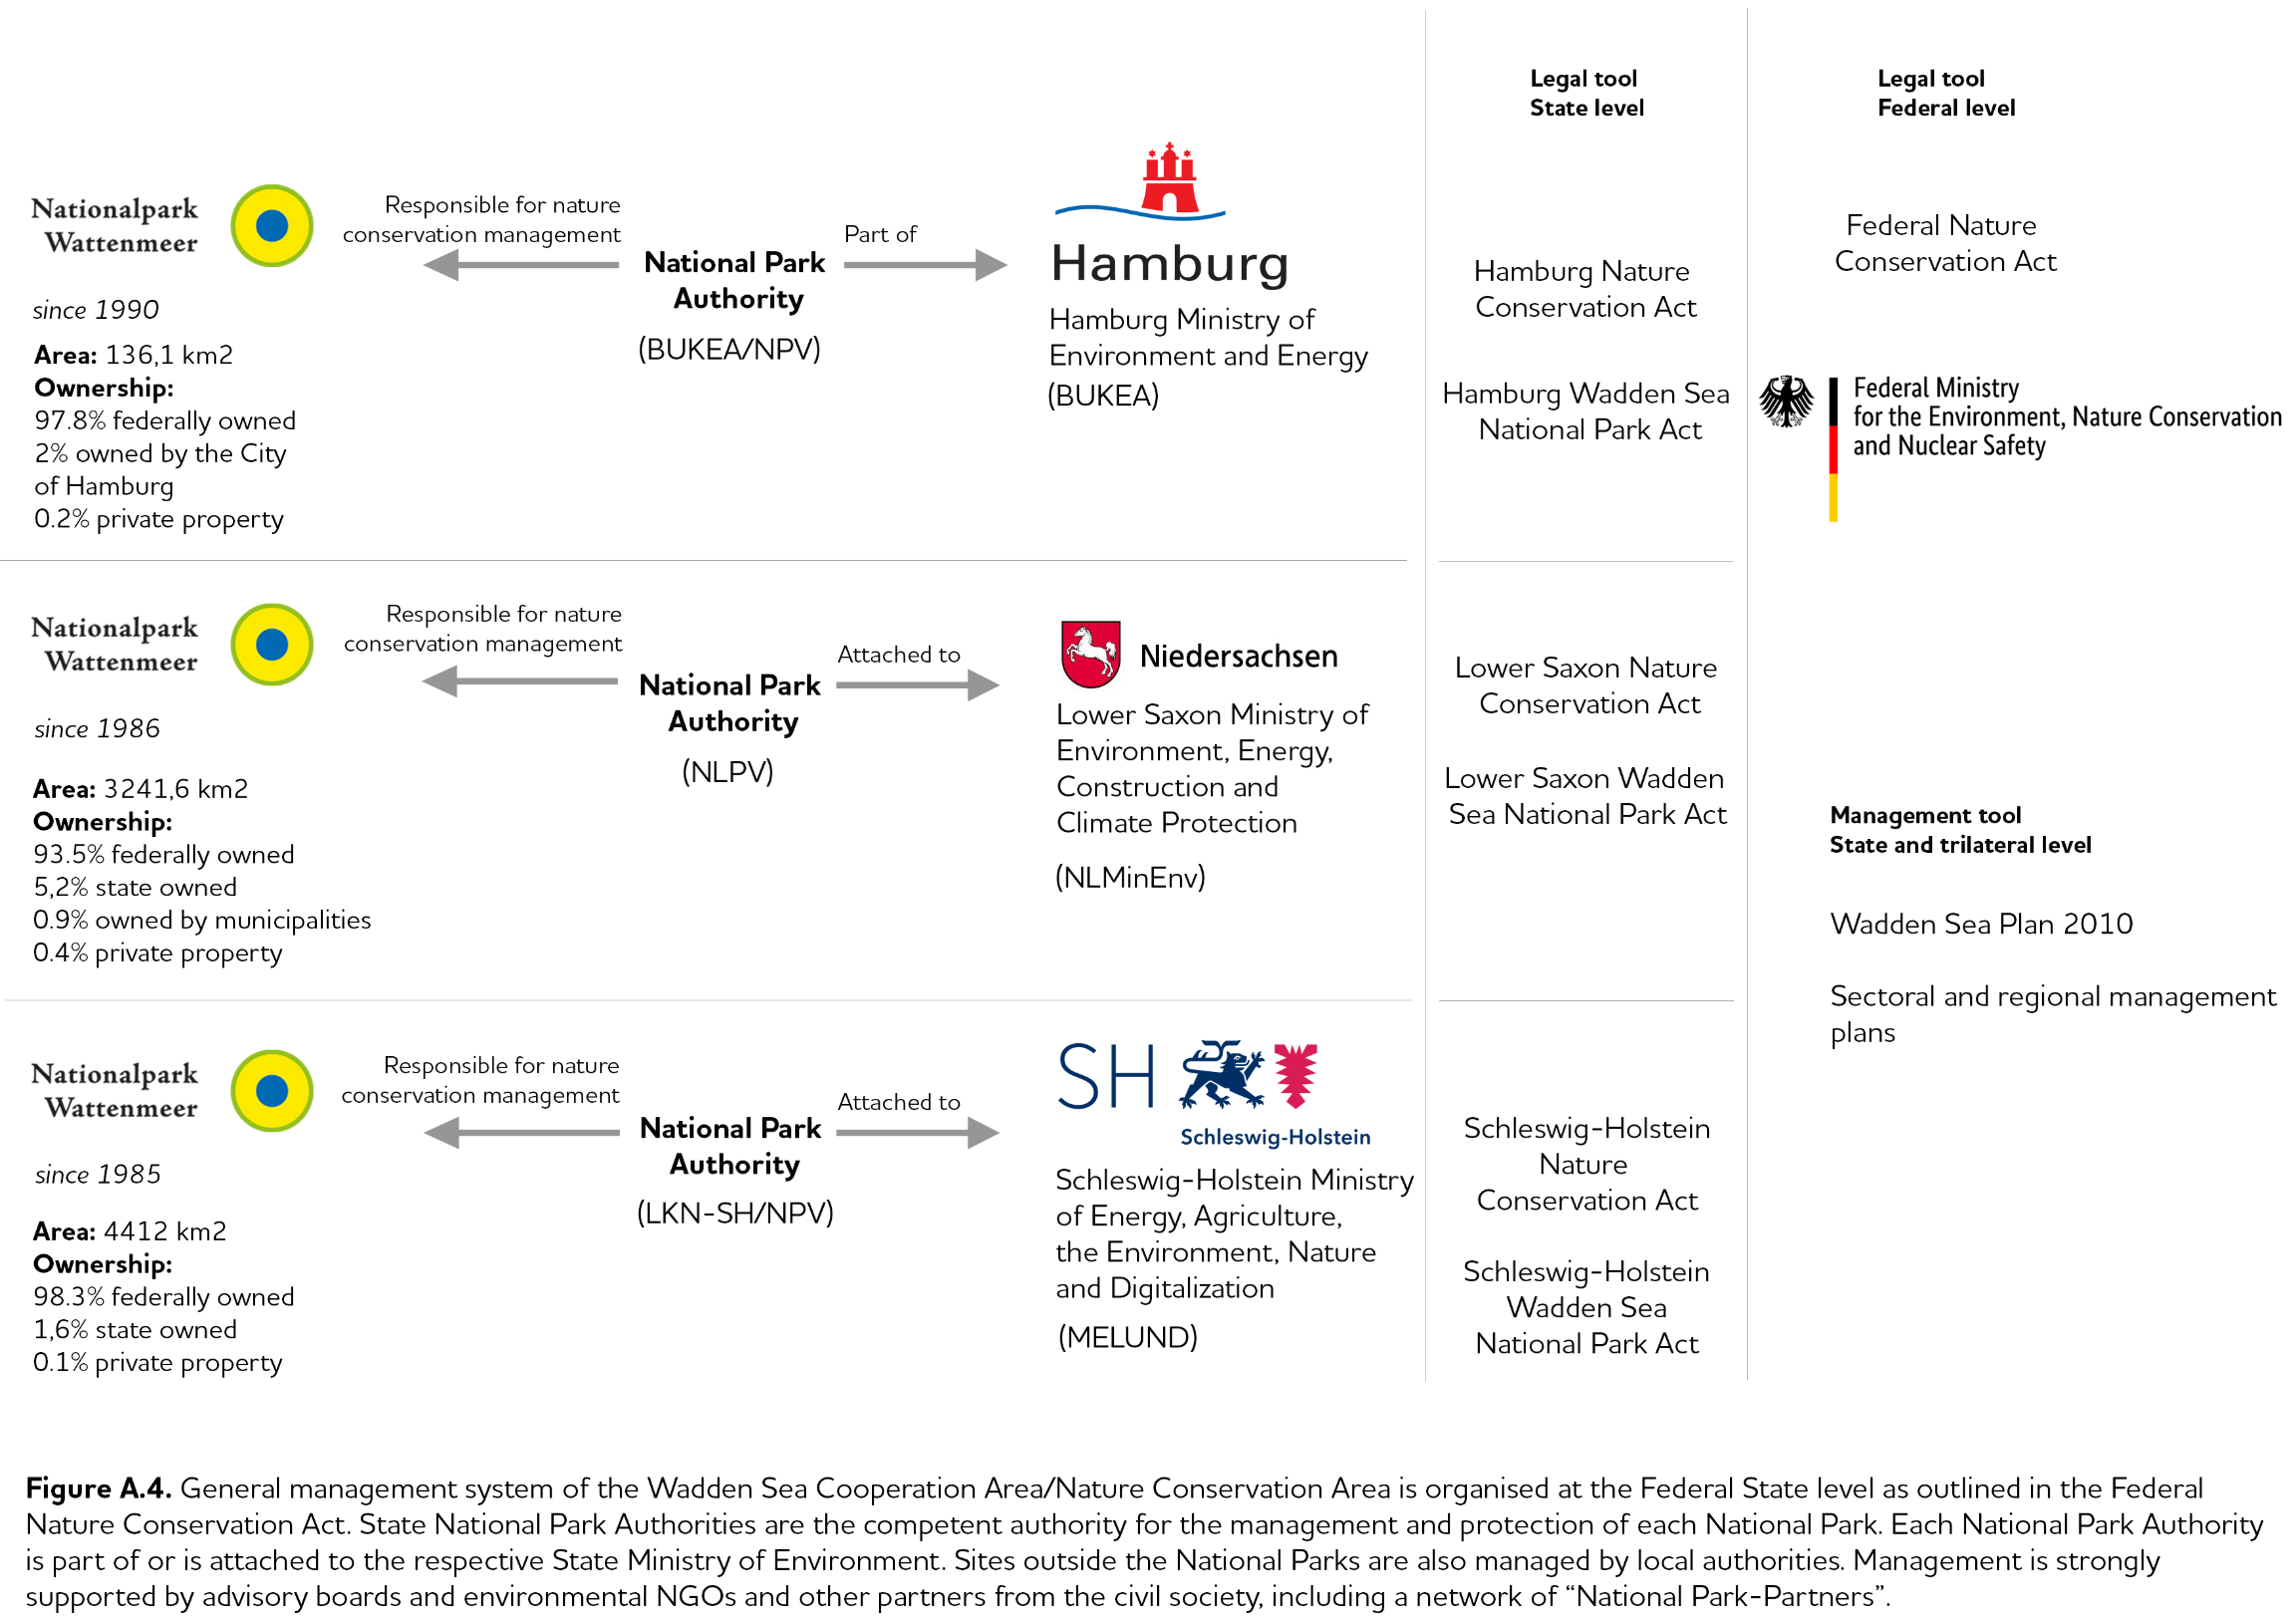 Legal tool
State level
Legal tool
Federal level
Nationalpark
Wattenmeer
since 1990
Area: 136,1 km2
Ownership:
97.8% federally owned
2% owned by the City
of Hamburg
0.2% private property
Responsible for nature
conservation management
National Park
Authority
(BUKEA/NPV)
Part of
Hamburg
Hamburg Ministry of
Environment and Energy
(BUKEA)
Hamburg Nature
Conservation Act
Hamburg Wadden Sea
National Park Act
Federal Nature
Conservation Act
Federal Ministry
for the Environment, Nature Conservation
and Nuclear Safety
Nationalpark
Wattenmeer
since 1986
Area: 3241,6 km2
Ownership:
93.5% federally owned
5,2% state owned
0.9% owned by municipalities
0.4% private property
Responsible for nature
conservation management
National Park
Authority
(NLPV)
Attached to
Niedersachsen
Lower Saxon Ministry of
Environment, Energy,
Construction and
Climate Protection
(NLMinEnv)
Lower Saxon Nature
Conservation Act
Lower Saxon Wadden
Sea National Park Act
Management tool
State and trilateral level
Wadden Sea Plan 2010
Sectoral and regional management
plans
Nationalpark
Wattenmeer
since 1985
Area: 4412 km2
Ownership:
98.3% federally owned
1,6% state owned
0.1% private property
Responsible for nature
conservation management
National Park
Authority
(LKN-SH/NPV)
Attached to
SH
Schleswig-Holstein
Schleswig-Holstein Ministry
of Energy, Agriculture,
the Environment, Nature
and Digitalization
(MELUND)
Schleswig-Holstein
Nature
Conservation Act
Schleswig-Holstein
Wadden Sea
National Park Act
Figure A.4. General management system of the Wadden Sea Cooperation Area/Nature Conservation Area is organised at the Federal State level as outlined in the Federal
Nature Conservation Act. State National Park Authorities are the competent authority for the management and protection of each National Park. Each National Park Authority
is part of or is attached to the respective State Ministry of Environment. Sites outside the National Parks are also managed by local authorities. Management is strongly
supported by advisory boards and environmental NGOs and other partners from the civil society, including a network of “National Park-Partners”.